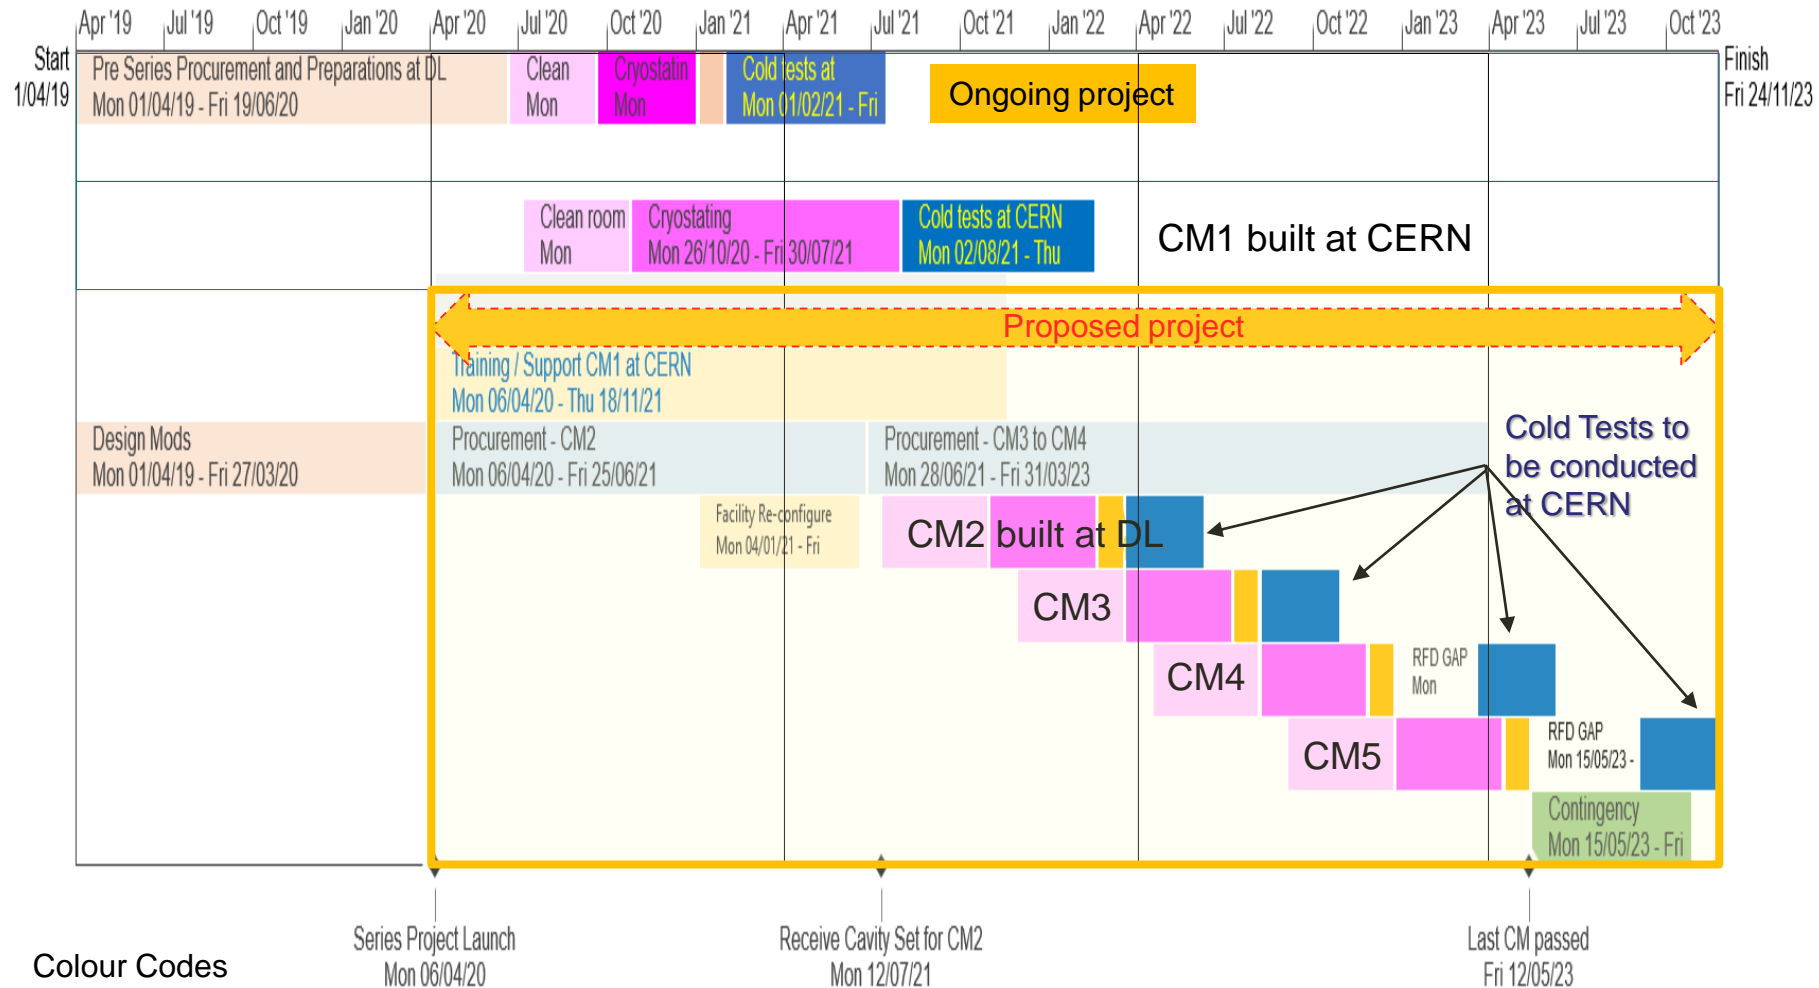 Apr '19 Jul '19 Oct '19 Jan '20 Apr '20 Jul '20 Oct '20 Jan '21 Apr '21 Jul '21 Oct '21 Jan '22 Apr '22 Jul '22 Oct '22 Jan '23 Apr '23 Jul '23 Oct '23
Start
1/04/19
Finish
Fri 24/11/23
Pre Series Procurement and Preparations at DL
Mon 01/04/19 - Fri 19/06/20
Clean
Mon
Cryostatin
Mon
Cold tests at
Mon 01/02/21 - Fri
Ongoing project
Clean room
Mon
Cryostating
Mon 26/10/20 - Fri 30/07/21
Cold tests at CERN
Mon 02/08/21 - Thu
CM1 built at CERN
Proposed project
Training / Support CM1 at CERN
Mon 06/04/20 - Thu 18/11/21
Design Mods
Mon 01/04/19 - Fri 27/03/20
Procurement - CM2
Mon 06/04/20 - Fri 25/06/21
Procurement - CM3 to CM4
Mon 28/06/21 - Fri 31/03/23
Cold Tests to
be conducted
at CERN
Facility Re-configure
Mon 04/01/21 - Fri
CM2 built at DL
CM3
CM4
RFD GAP
Mon
CM5
RFD GAP
Mon 15/05/23 -
Contingency
Mon 15/05/23 - Fri
Series Project Launch
Mon 06/04/20
Receive Cavity Set for CM2
Mon 12/07/21
Last CM passed
Fri 12/05/23
Colour Codes